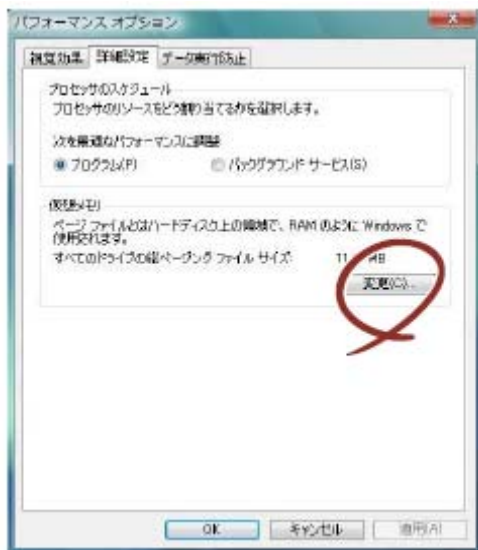 パフォーマンス オプション
視覚効果 詳細設定 データ実行防止
プロセッサのスケジュール
プロセッサのリソースをどう割り当てるかを選択します。
次を最適なパフォーマンスに調整
プログラム(P) バックグラウンド サービス(S)
仮想メモリ
ページ ファイルとはハードディスク上の領域で、RAM のように Windows で
使用されます。
すべてのドライブの総ページング ファイル サイズ: 11 MB
変更(C)...
OK キャンセル 適用(A)